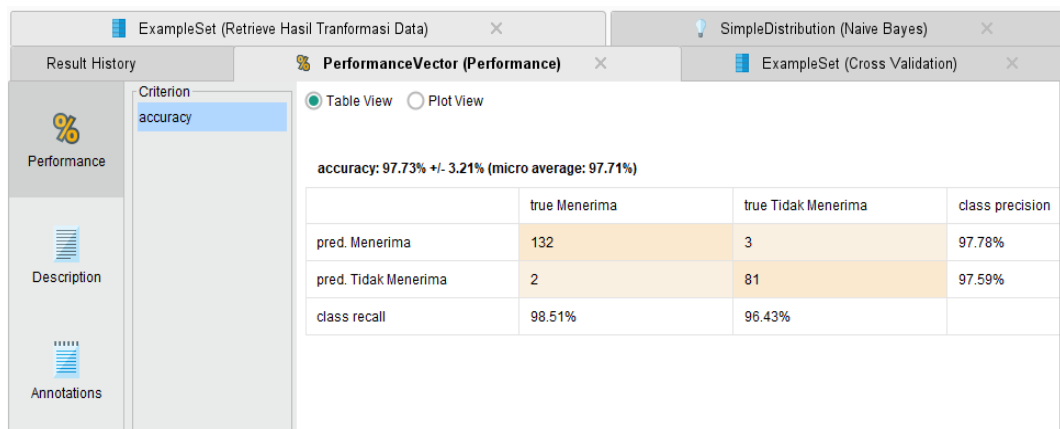 ExampleSet (Retrieve Hasil Tranformasi Data)
SimpleDistribution (Naive Bayes)
Result History
% PerformanceVector (Performance)
ExampleSet (Cross Validation)
%
Performance
Description
Annotations
Criterion
accuracy
Table View Plot View
accuracy: 97.73% +/- 3.21% (micro average: 97.71%)
true Menerima true Tidak Menerima class precision
pred. Menerima 132 3 97.78%
pred. Tidak Menerima 2 81 97.59%
class recall 98.51% 96.43%